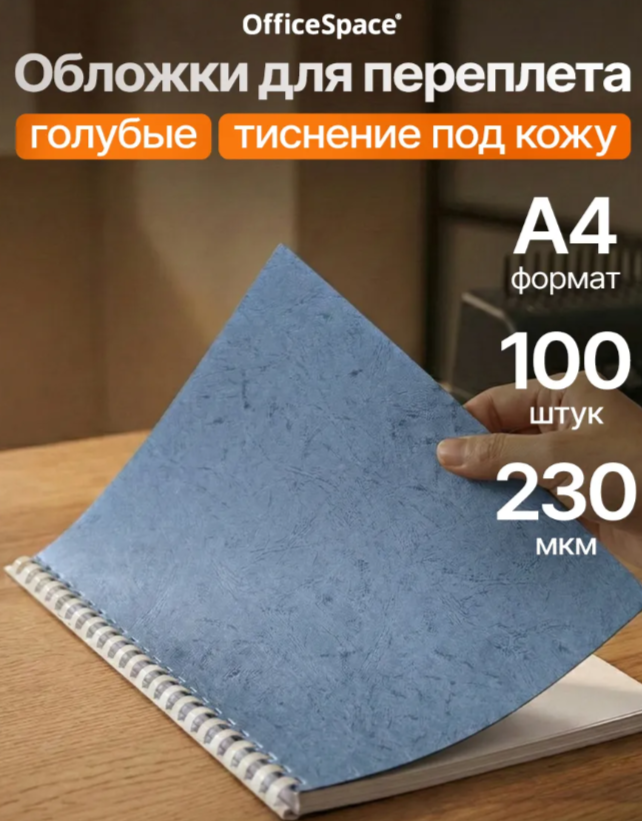 OfficeSpace®
Обложки для переплета
голубые тиснение под кожу
А4
формат
100
штук
230
мкм